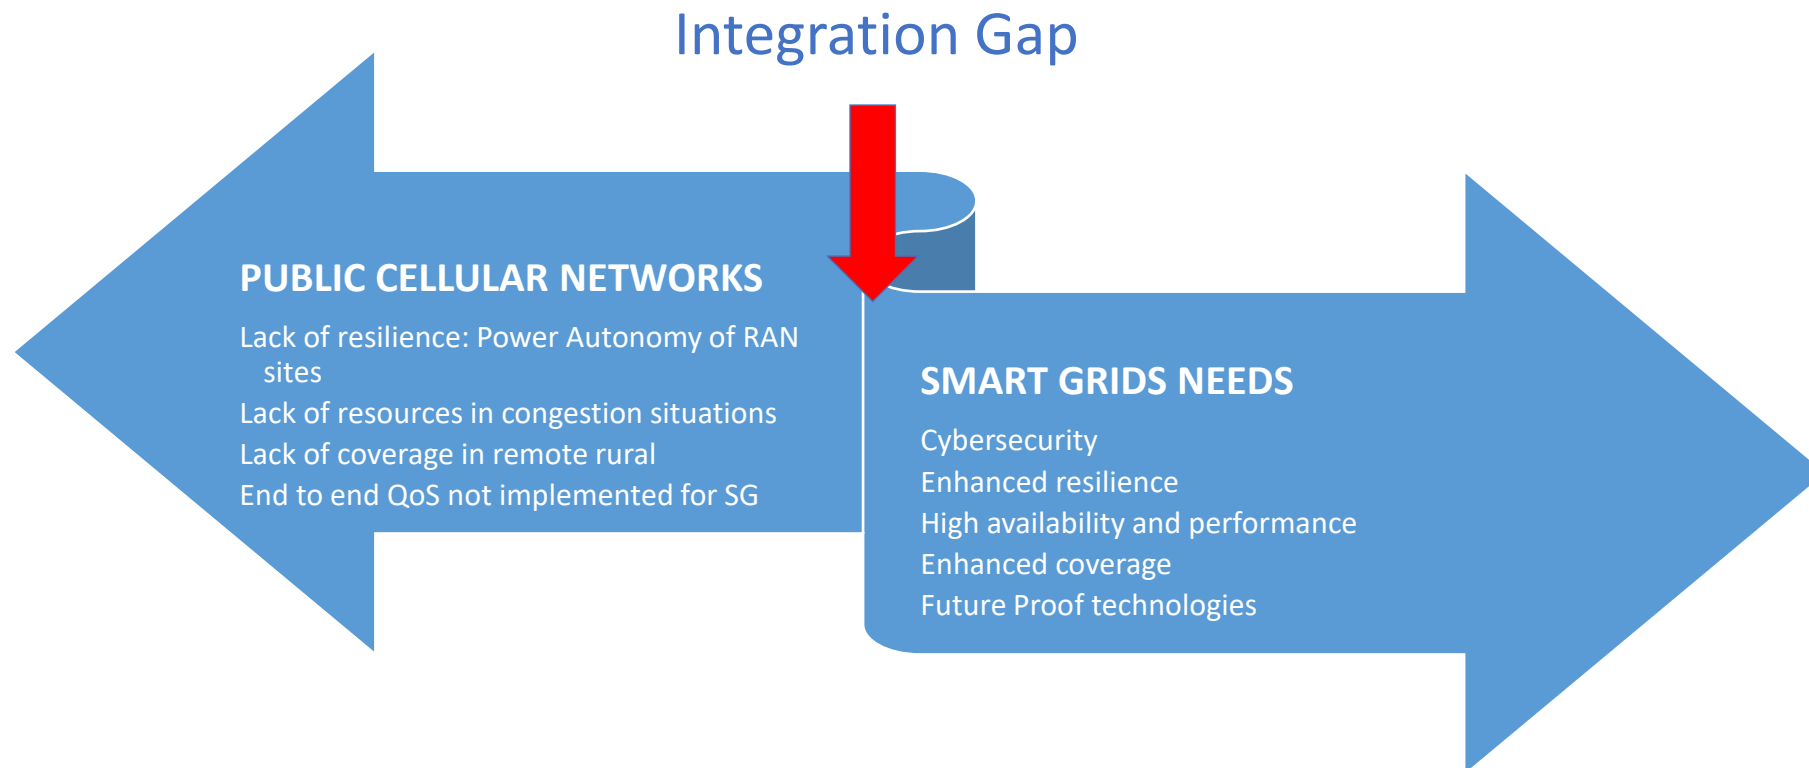 Integration Gap
PUBLIC CELLULAR NETWORKS
Lack of resilience: Power Autonomy of RAN
sites
Lack of resources in congestion situations
Lack of coverage in remote rural
End to end QoS not implemented for SG
SMART GRIDS NEEDS
Cybersecurity
Enhanced resilience
High availability and performance
Enhanced coverage
Future Proof technologies